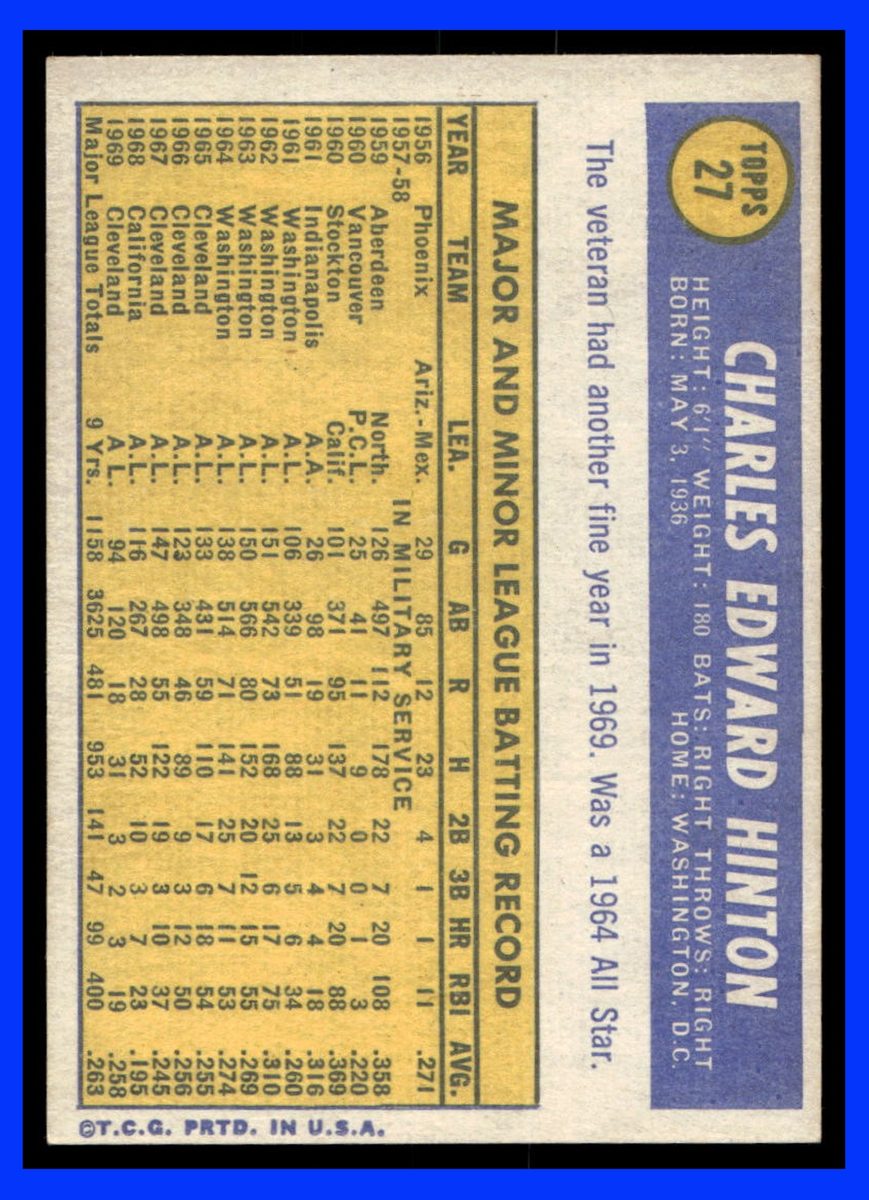 TOPPS
27
CHARLES EDWARD HINTON
HEIGHT: 6'1" WEIGHT: 180 BATS: RIGHT THROWS: RIGHT
BORN: MAY 3, 1936 HOME: WASHINGTON, D.C.
The veteran had another fine year in 1969. Was a 1964 All Star.
MAJOR AND MINOR LEAGUE BATTING RECORD
YEAR TEAM LEA. G AB R H 2B 3B HR RBI AVG.
1956 Phoenix Ariz.-Mex. 29 85 12 23 4 1 1 11 .271
1957-58 IN MILITARY SERVICE
1959 Aberdeen North. 126 497 112 178 22 7 20 108 .358
1960 Vancouver P.C.L. 25 41 11 9 0 0 1 3 .220
1960 Stockton Calif. 101 371 95 137 22 7 20 88 .369
1961 Indianapolis A.A. 26 98 19 31 3 4 4 18 .316
1961 Washington A.L. 106 339 51 88 13 5 6 34 .260
1962 Washington A.L. 151 542 73 168 25 6 17 75 .310
1963 Washington A.L. 150 566 80 152 20 12 15 55 .269
1964 Washington A.L. 138 514 71 141 25 7 11 53 .274
1965 Cleveland A.L. 133 431 59 110 17 6 18 54 .255
1966 Cleveland A.L. 123 348 46 89 9 3 12 50 .256
1967 Cleveland A.L. 147 498 55 122 19 3 10 37 .245
1968 California A.L. 116 267 28 52 10 3 7 23 .195
1969 Cleveland A.L. 94 120 18 31 3 2 3 19 .258
Major League Totals 9 Yrs. 1158 3625 481 953 141 47 99 400 .263
©T.C.G. PRTD. IN U.S.A.